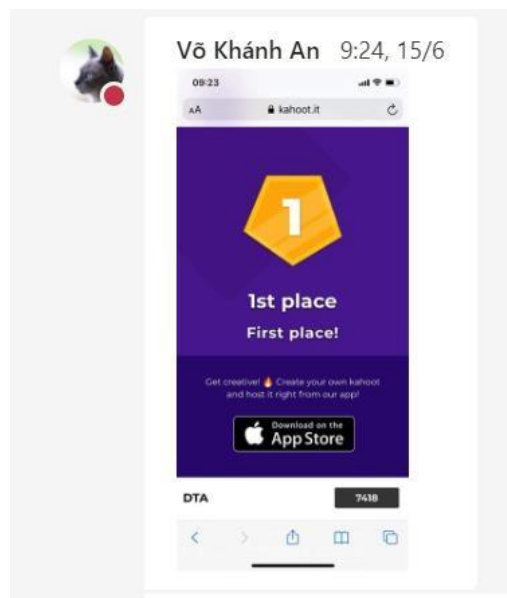 Võ Khánh An 9:24, 15/6
09:23
AA kahoot.it
1
1st place
First place!
Get creative! 🔥 Create your own kahoot
and host it right from our app!
Download on the
App Store
DTA 7418